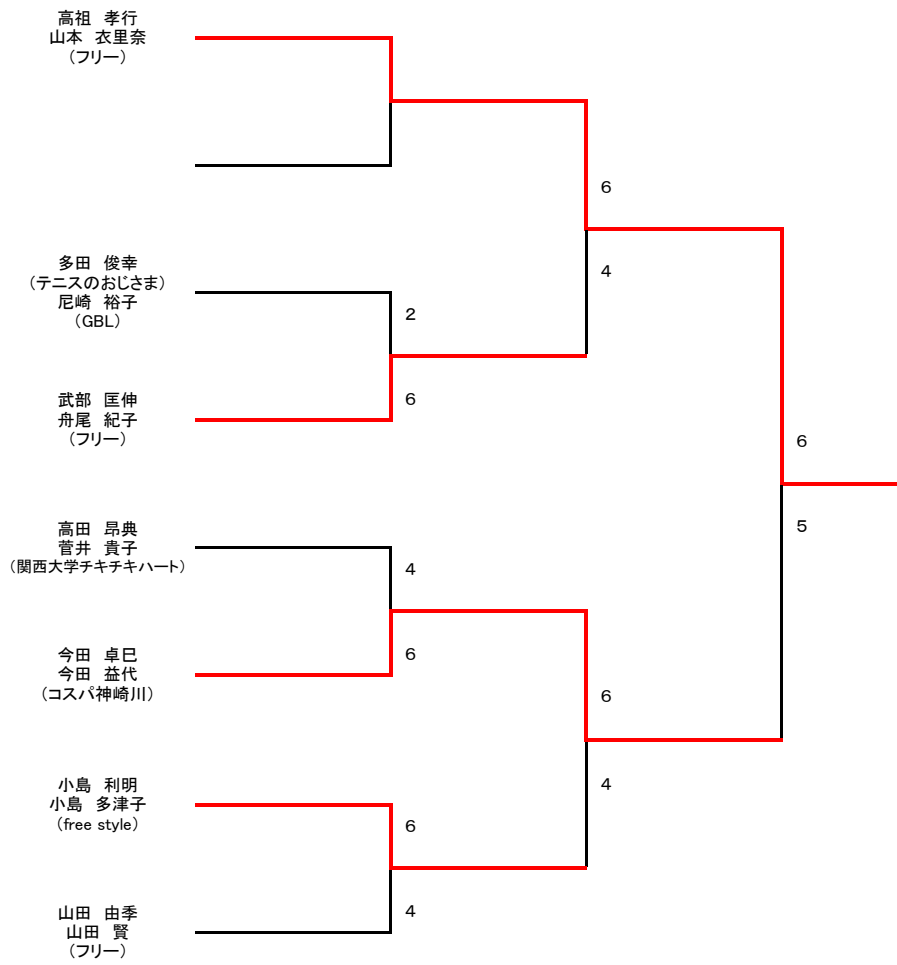 高祖　孝行
山本　衣里奈
（フリー）
6
多田　俊幸
（テニスのおじさま）
尼崎　裕子
（GBL）
4
2
武部　匡伸
舟尾　紀子
（フリー）
6
6
高田　昂典
菅井　貴子
（関西大学チキチキハート）
5
4
今田　卓巳
今田　益代
（コスパ神崎川）
6
6
小島　利明
小島　多津子
（free style）
4
6
山田　由季
山田　賢
（フリー）
4